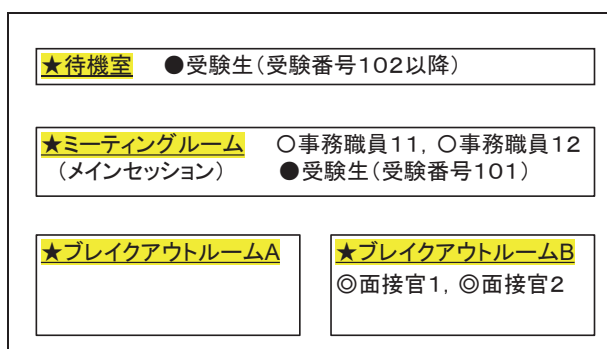 ★待機室　●受験生(受験番号102以降)
★ミーティングルーム　○事務職員11，○事務職員12
（メインセッション）　●受験生(受験番号101)
★ブレイクアウトルームA
★ブレイクアウトルームB
◎面接官1，◎面接官2